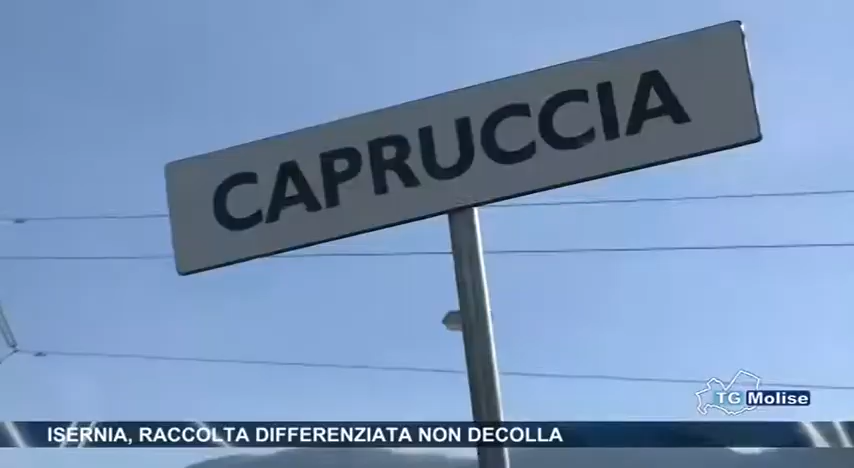 CAPRUCCIA
TG Molise
ISERNIA, RACCOLTA DIFFERENZIATA NON DECOLLA